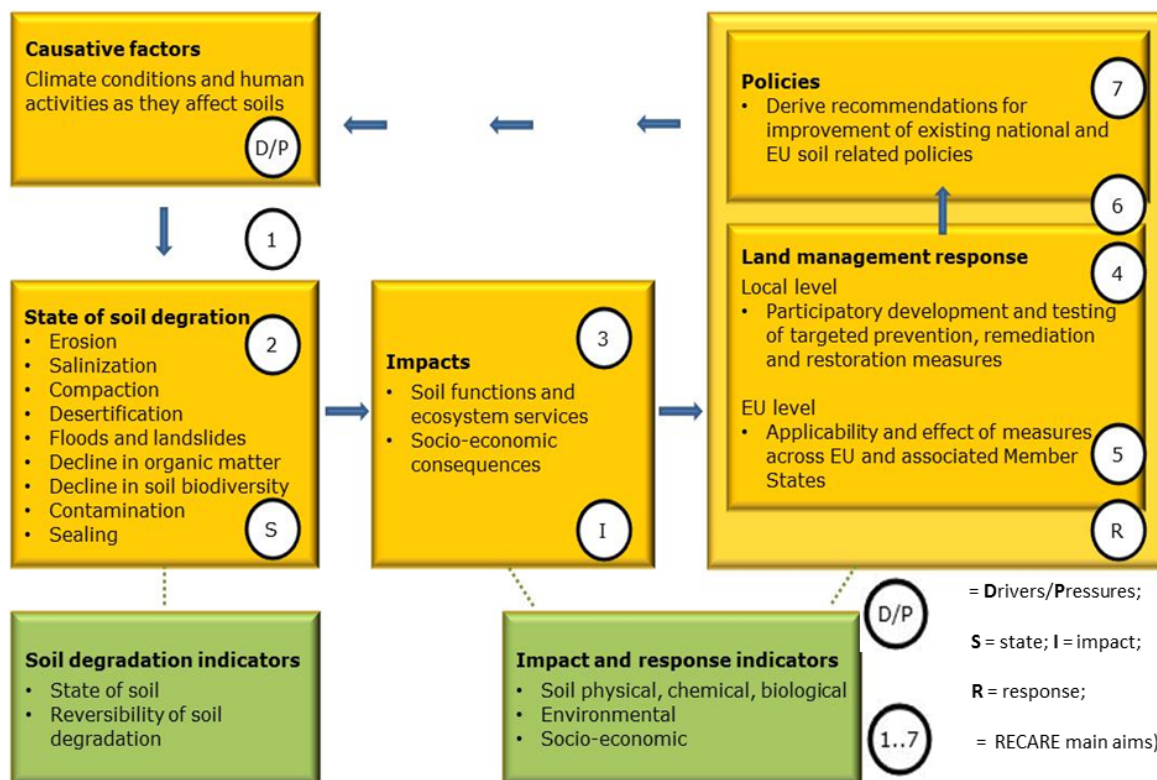 Causative factors
Climate conditions and human
activities as they affect soils
D/P
1
State of soil degration
2
• Erosion
• Salinization
• Compaction
• Desertification
• Floods and landslides
• Decline in organic matter
• Decline in soil biodiversity
• Contamination
• Sealing
S
3
Impacts
• Soil functions and
ecosystem services
• Socio-economic
consequences
I
Policies
7
• Derive recommendations for
improvement of existing national and
EU soil related policies
6
Land management response
4
Local level
• Participatory development and testing
of targeted prevention, remediation
and restoration measures
EU level
• Applicability and effect of measures
across EU and associated Member
States
5
R
Soil degradation indicators
• State of soil
• Reversibility of soil
degradation
Impact and response indicators
• Soil physical, chemical, biological
• Environmental
• Socio-economic
D/P
= Drivers/Pressures;
S = state; I = impact;
R = response;
1..7
= RECARE main aims)